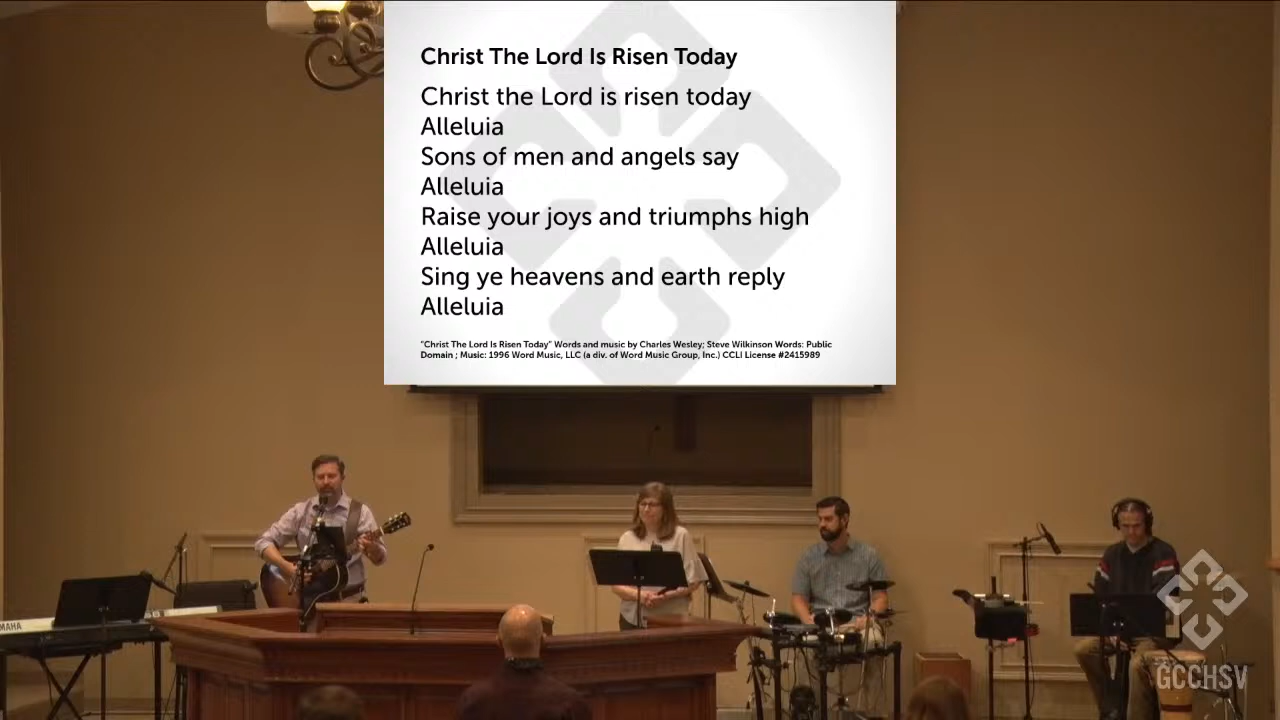 Christ The Lord Is Risen Today
Christ the Lord is risen today
Alleluia
Sons of men and angels say
Alleluia
Raise your joys and triumphs high
Alleluia
Sing ye heavens and earth reply
Alleluia
"Christ The Lord Is Risen Today" Words and music by Charles Wesley; Steve Wilkinson Words: Public
Domain ; Music: 1996 Word Music, LLC (a div. of Word Music Group, Inc.) CCLI License #2415989
GCCHSV